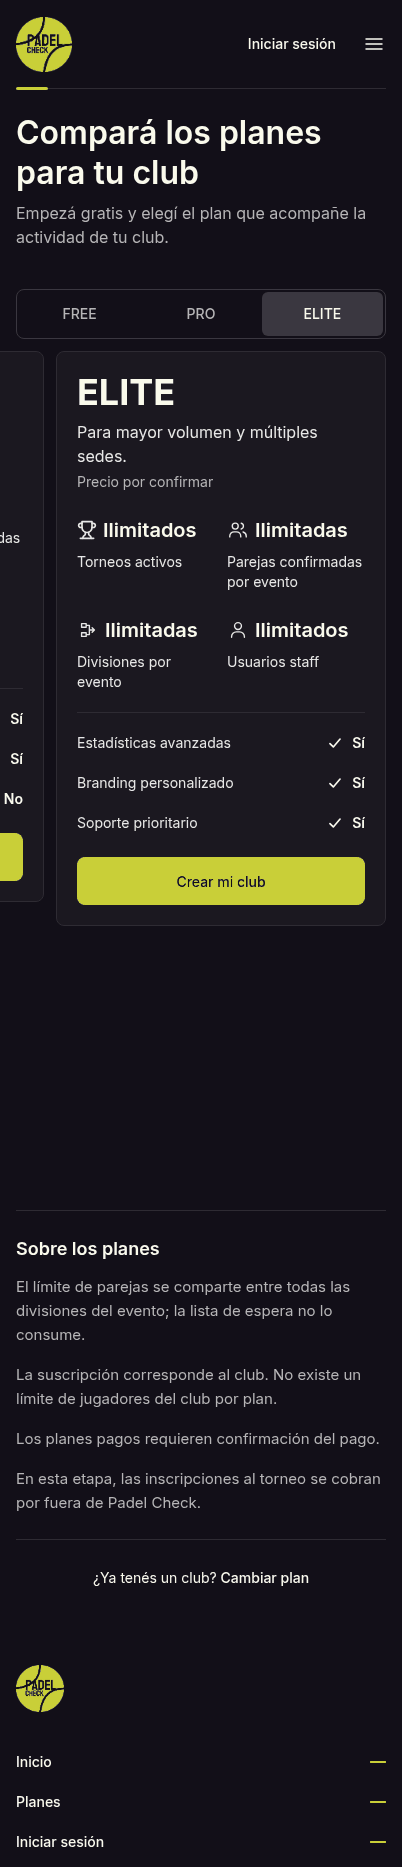 PADEL
CHECK
Iniciar sesión
Compará los planes
para tu club
Empezá gratis y elegí el plan que acompañe la
actividad de tu club.
FREE PRO ELITE
ELITE
Para mayor volumen y múltiples
sedes.
Precio por confirmar
Ilimitados Ilimitadas
das
Torneos activos Parejas confirmadas
por evento
Ilimitadas Ilimitados
Divisiones por Usuarios staff
evento
Sí Estadísticas avanzadas Sí
Sí Branding personalizado Sí
No Soporte prioritario Sí
Crear mi club
Sobre los planes
El límite de parejas se comparte entre todas las
divisiones del evento; la lista de espera no lo
consume.
La suscripción corresponde al club. No existe un
límite de jugadores del club por plan.
Los planes pagos requieren confirmación del pago.
En esta etapa, las inscripciones al torneo se cobran
por fuera de Padel Check.
¿Ya tenés un club? Cambiar plan
PADEL
CHECK
Inicio
Planes
Iniciar sesión